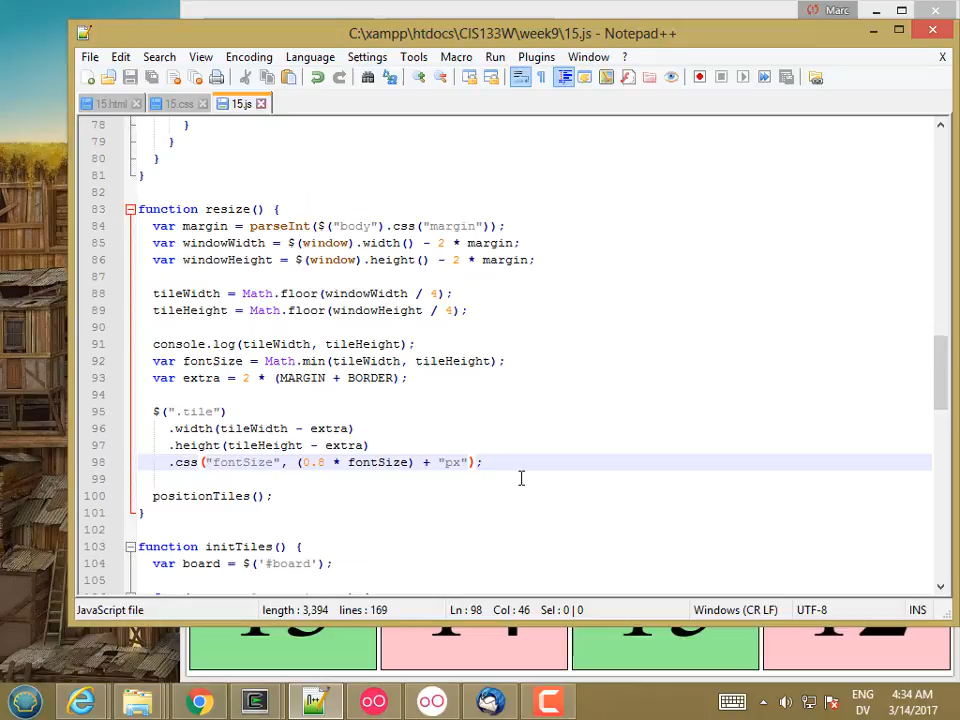 Marc
C:\xampp\htdocs\CIS133W\week9\15.js - Notepad++
File Edit Search View Encoding Language Settings Tools Macro Run Plugins Window ? X
15.html 15.css 15.js
78 }
79 }
80 }
81 }
82
83 function resize() {
84 var margin = parseInt($("body").css("margin"));
85 var windowWidth = $(window).width() - 2 * margin;
86 var windowHeight = $(window).height() - 2 * margin;
87
88 tileWidth = Math.floor(windowWidth / 4);
89 tileHeight = Math.floor(windowHeight / 4);
90
91 console.log(tileWidth, tileHeight);
92 var fontSize = Math.min(tileWidth, tileHeight);
93 var extra = 2 * (MARGIN + BORDER);
94
95 $(".tile")
96 .width(tileWidth - extra)
97 .height(tileHeight - extra)
98 .css("fontSize", (0.8 * fontSize) + "px");
99
100 positionTiles();
101 }
102
103 function initTiles() {
104 var board = $('#board');
105
JavaScript file length : 3,394 lines : 169 Ln : 98 Col : 46 Sel : 0 | 0 Windows (CR LF) UTF-8 INS
13 14 15 12
ENG 4:34 AM
DV 3/14/2017